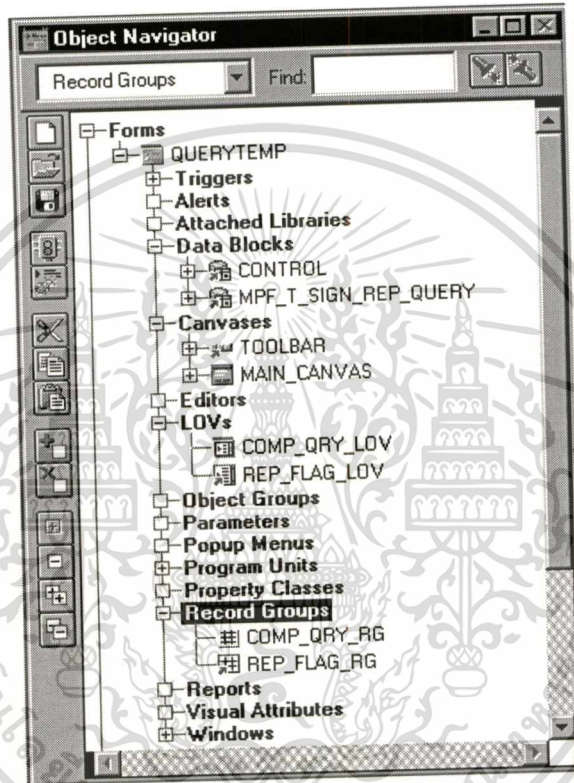 Object Navigator
Record Groups Find:
Forms
QUERYTEMP
Triggers
Alerts
Attached Libraries
Data Blocks
CONTROL
MPF_T_SIGN_REP_QUERY
Canvases
TOOLBAR
MAIN_CANVAS
Editors
LOVs
COMP_QRY_LOV
REP_FLAG_LOV
Object Groups
Parameters
Popup Menus
Program Units
Property Classes
Record Groups
COMP_QRY_RG
REP_FLAG_RG
Reports
Visual Attributes
Windows